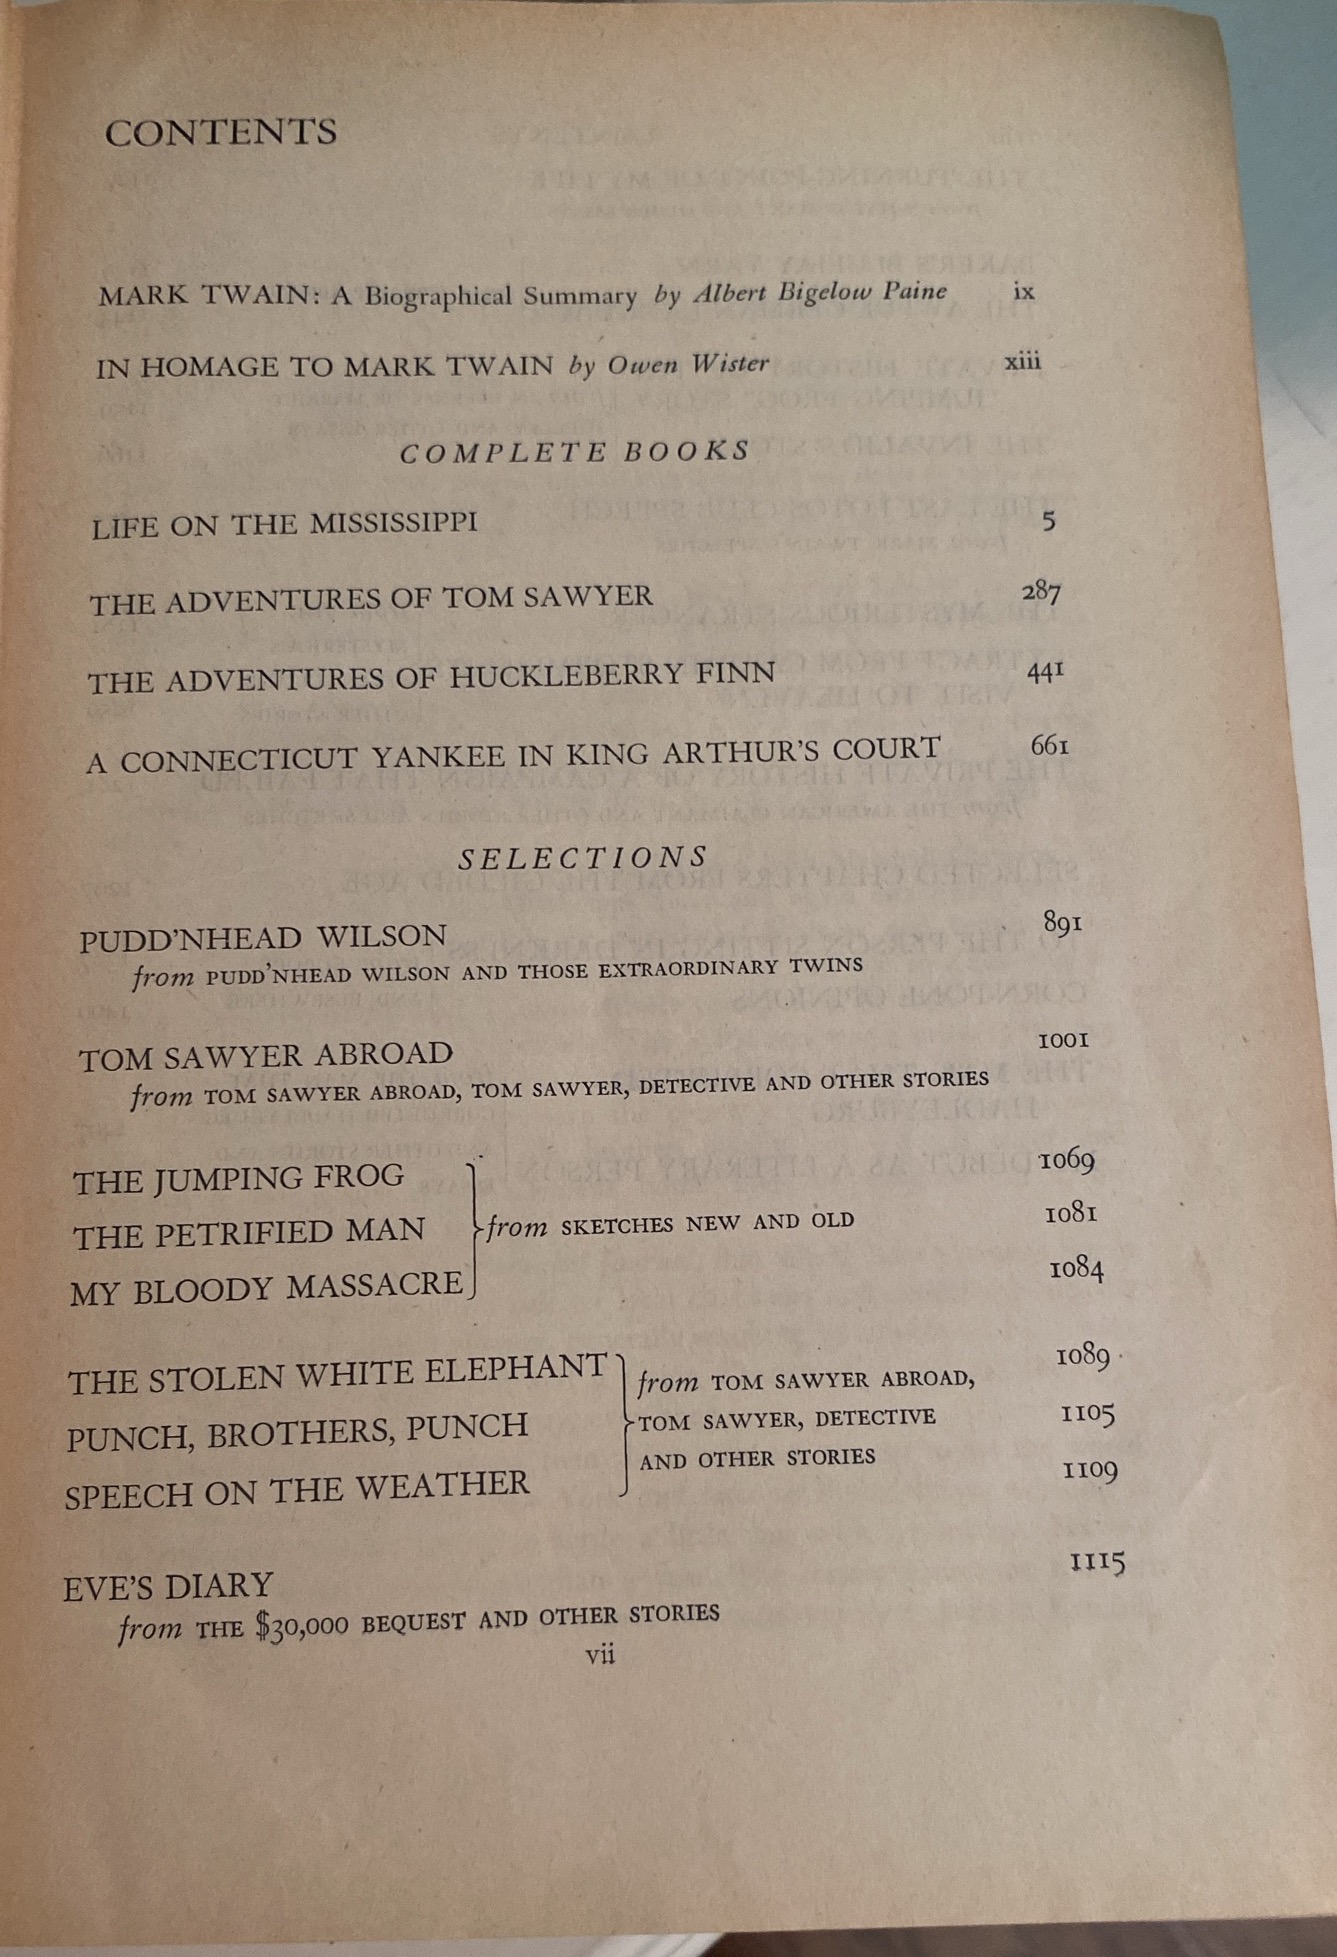 CONTENTS
MARK TWAIN: A Biographical Summary by Albert Bigelow Paine ix
IN HOMAGE TO MARK TWAIN by Owen Wister xiii
COMPLETE BOOKS
LIFE ON THE MISSISSIPPI 5
THE ADVENTURES OF TOM SAWYER 287
THE ADVENTURES OF HUCKLEBERRY FINN 441
A CONNECTICUT YANKEE IN KING ARTHUR'S COURT 661
SELECTIONS
PUDD'NHEAD WILSON 891
from PUDD'NHEAD WILSON AND THOSE EXTRAORDINARY TWINS
TOM SAWYER ABROAD 1001
from TOM SAWYER ABROAD, TOM SAWYER, DETECTIVE AND OTHER STORIES
THE JUMPING FROG 1069
THE PETRIFIED MAN from SKETCHES NEW AND OLD 1081
MY BLOODY MASSACRE 1084
THE STOLEN WHITE ELEPHANT from TOM SAWYER ABROAD, 1089
PUNCH, BROTHERS, PUNCH TOM SAWYER, DETECTIVE 1105
SPEECH ON THE WEATHER AND OTHER STORIES 1109
EVE'S DIARY 1115
from THE $30,000 BEQUEST AND OTHER STORIES
vii